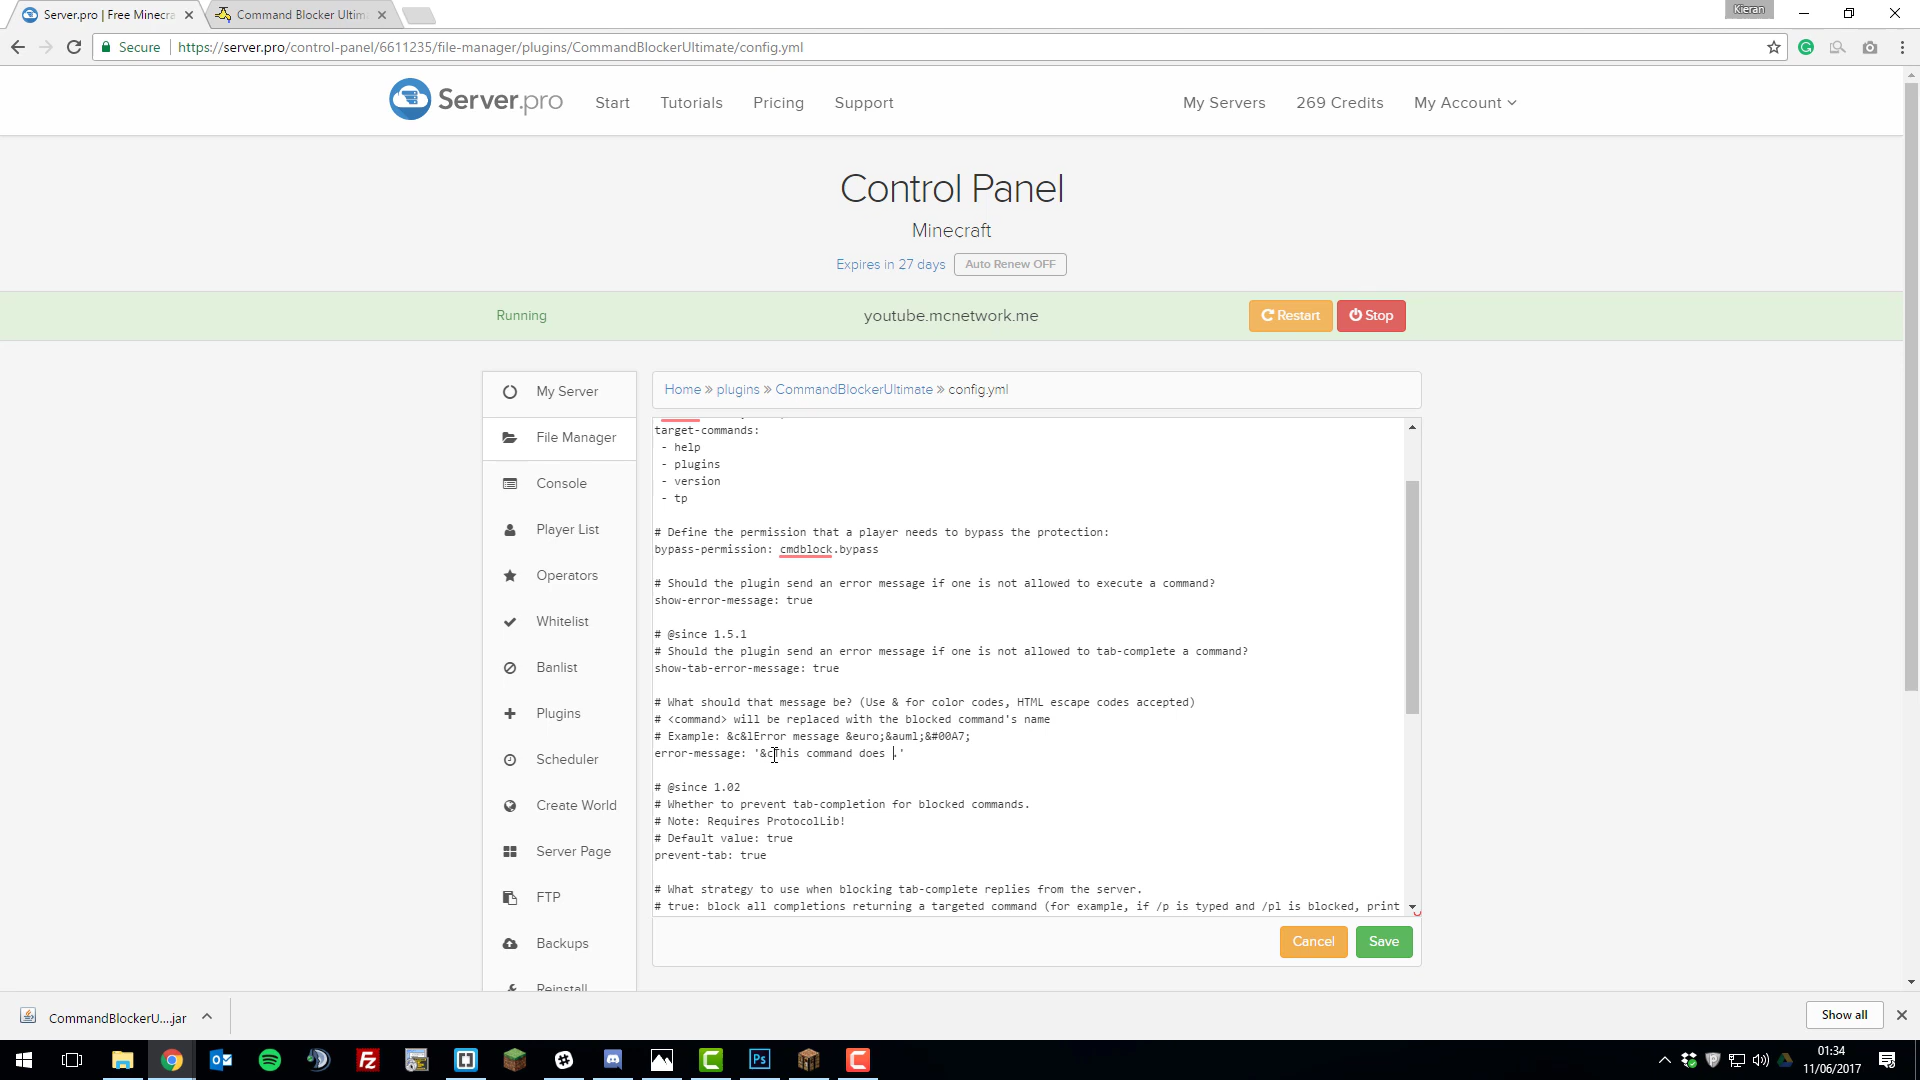 Server.pro | Free Minecra
Command Blocker Ultim
Kieran
Secure
https://server.pro/control-panel/6611235/file-manager/plugins/CommandBlockerUltimate/config.yml
Server.pro
Start
Tutorials
Pricing
Support
My Servers
269 Credits
My Account
Control Panel
Minecraft
Expires in 27 days
Auto Renew OFF
Running
youtube.mcnetwork.me
Restart
Stop
My Server
File Manager
Console
Player List
Operators
Whitelist
Banlist
Plugins
Scheduler
Create World
Server Page
FTP
Backups
Reinstall
Home » plugins » CommandBlockerUltimate » config.yml
target-commands:
- help
- plugins
- version
- tp
# Define the permission that a player needs to bypass the protection:
bypass-permission: cmdblock.bypass
# Should the plugin send an error message if one is not allowed to execute a command?
show-error-message: true
# @since 1.5.1
# Should the plugin send an error message if one is not allowed to tab-complete a command?
show-tab-error-message: true
# What should that message be? (Use & for color codes, HTML escape codes accepted)
# <command> will be replaced with the blocked command's name
# Example: &c&lError message &euro;&auml;&#00A7;
error-message: '&cThis command does .'
# @since 1.02
# Whether to prevent tab-completion for blocked commands.
# Note: Requires ProtocolLib!
# Default value: true
prevent-tab: true
# What strategy to use when blocking tab-complete replies from the server.
# true: block all completions returning a targeted command (for example, if /p is typed and /pl is blocked, print
Cancel
Save
CommandBlockerU....jar
Show all
01:34
11/06/2017